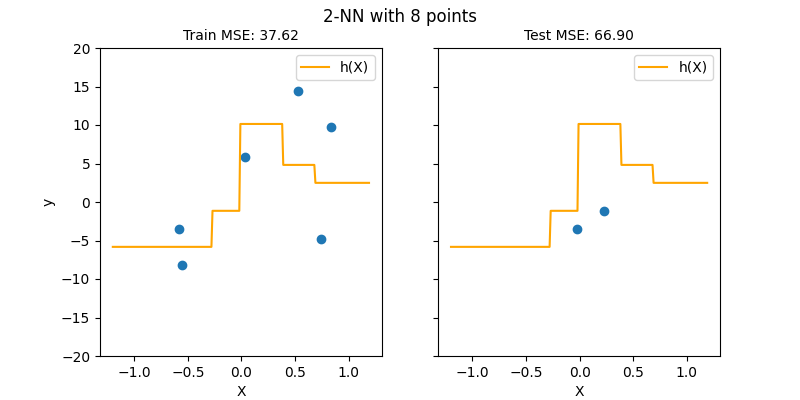 2-NN with 8 points
Train MSE: 37.62
Test MSE: 66.90
h(X)
h(X)
20
15
10
5
0
−5
−10
−15
−20
y
−1.0 −0.5 0.0 0.5 1.0
−1.0 −0.5 0.0 0.5 1.0
X
X